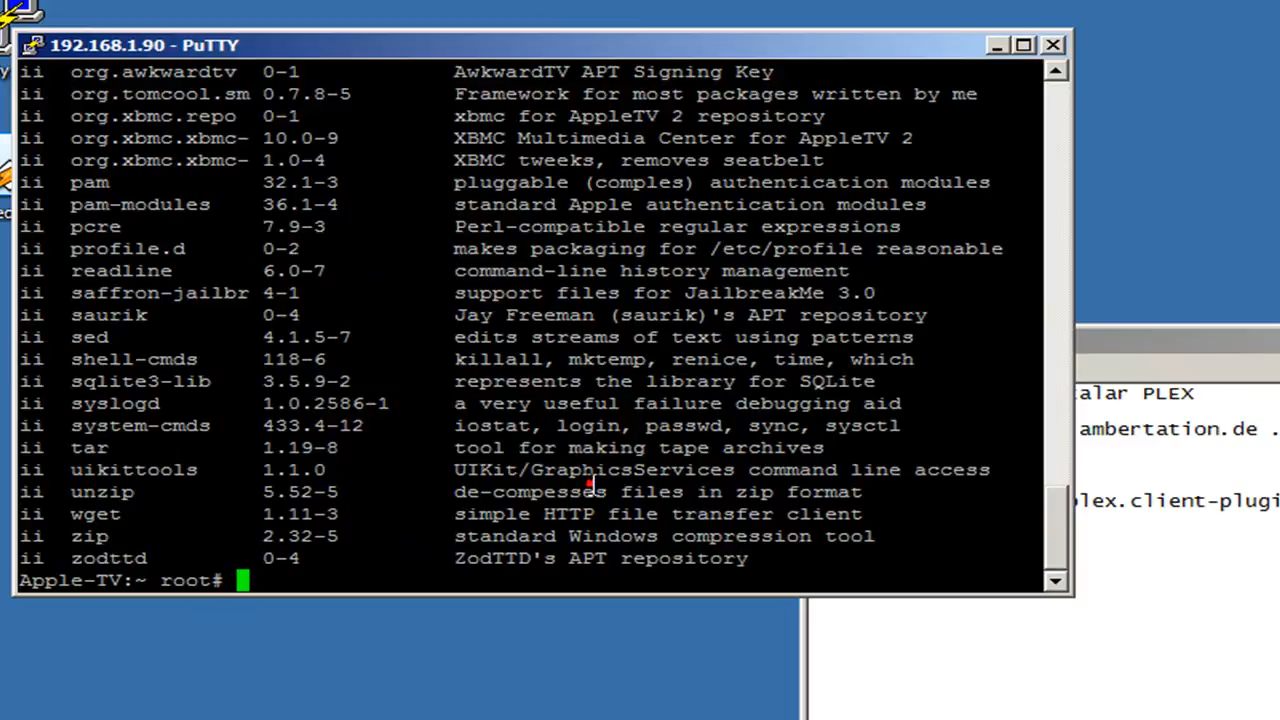 192.168.1.90 - PuTTY
ii org.awkwardtv 0-1 AwkwardTV APT Signing Key
ii org.tomcool.sm 0.7.8-5 Framework for most packages written by me
ii org.xbmc.repo 0-1 xbmc for AppleTV 2 repository
ii org.xbmc.xbmc- 10.0-9 XBMC Multimedia Center for AppleTV 2
ii org.xbmc.xbmc- 1.0-4 XBMC tweeks, removes seatbelt
ii pam 32.1-3 pluggable (comples) authentication modules
ii pam-modules 36.1-4 standard Apple authentication modules
ii pcre 7.9-3 Perl-compatible regular expressions
ii profile.d 0-2 makes packaging for /etc/profile reasonable
ii readline 6.0-7 command-line history management
ii saffron-jailbr 4-1 support files for JailbreakMe 3.0
ii saurik 0-4 Jay Freeman (saurik)'s APT repository
ii sed 4.1.5-7 edits streams of text using patterns
ii shell-cmds 118-6 killall, mktemp, renice, time, which
ii sqlite3-lib 3.5.9-2 represents the library for SQLite
ii syslogd 1.0.2586-1 a very useful failure debugging aid
ii system-cmds 433.4-12 iostat, login, passwd, sync, sysctl
ii tar 1.19-8 tool for making tape archives
ii uikittools 1.1.0 UIKit/GraphicsServices command line access
ii unzip 5.52-5 de-compesses files in zip format
ii wget 1.11-3 simple HTTP file transfer client
ii zip 2.32-5 standard Windows compression tool
ii zodttd 0-4 ZodTTD's APT repository
Apple-TV:~ root#
alar PLEX
ambertation.de .
plex.client-plugi